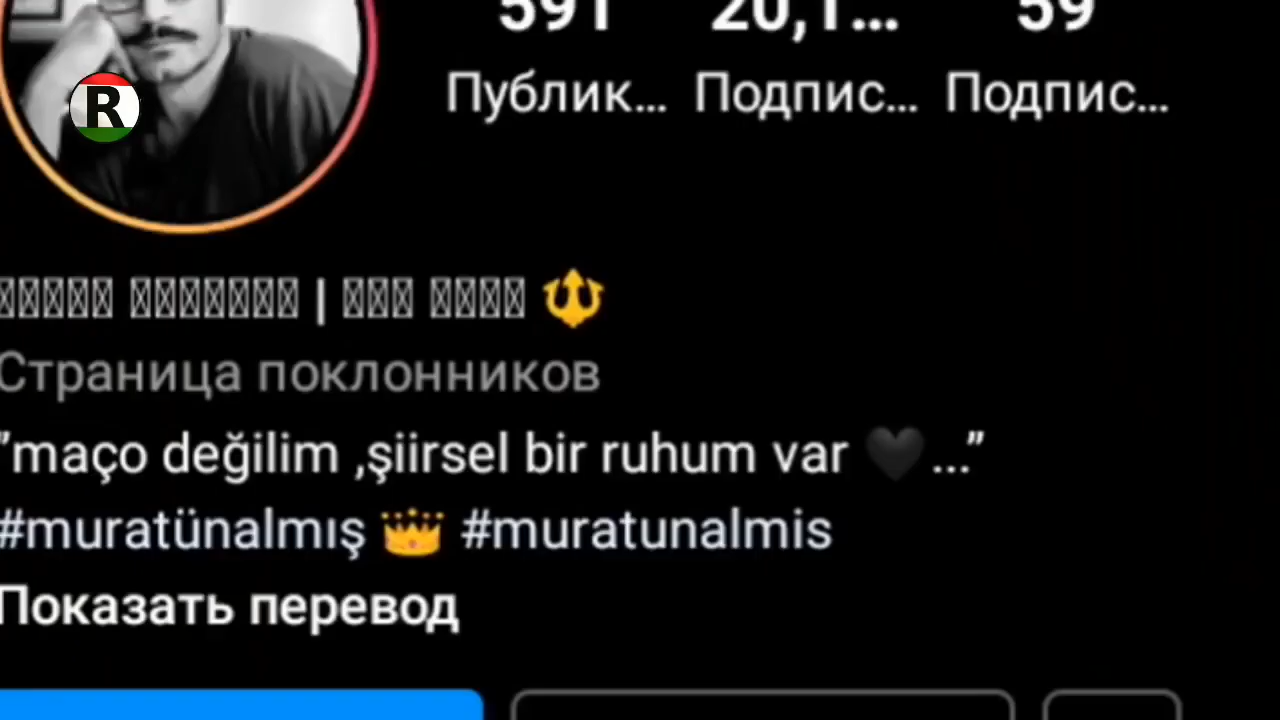 591 20,1... 59
Публик... Подпис... Подпис...
R
|
Страница поклонников
"maço değilim ,şiirsel bir ruhum var 🖤..."
#muratünalmış 👑 #muratunalmis
Показать перевод